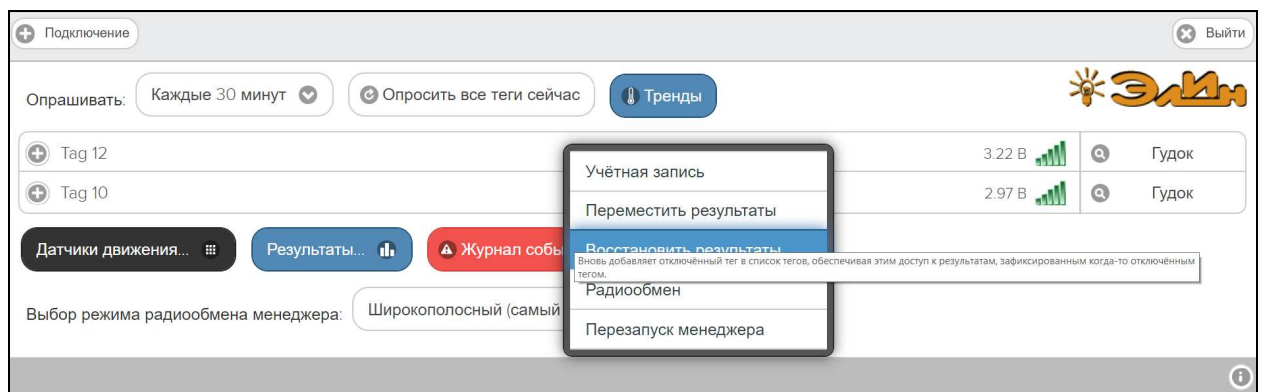 Подключение
Выйти
Опрашивать:
Каждые 30 минут
Опросить все теги сейчас
Тренды
ЭлИн
Tag 12
3.22 В
Гудок
Tag 10
2.97 В
Гудок
Учётная запись
Переместить результаты
Восстановить результаты
Вновь добавляет отключённый тег в список тегов, обеспечивая этим доступ к результатам, зафиксированным когда-то отключённым
тегом.
Радиообмен
Перезапуск менеджера
Датчики движения...
Результаты...
Журнал собы
Выбор режима радиообмена менеджера:
Широкополосный (самый